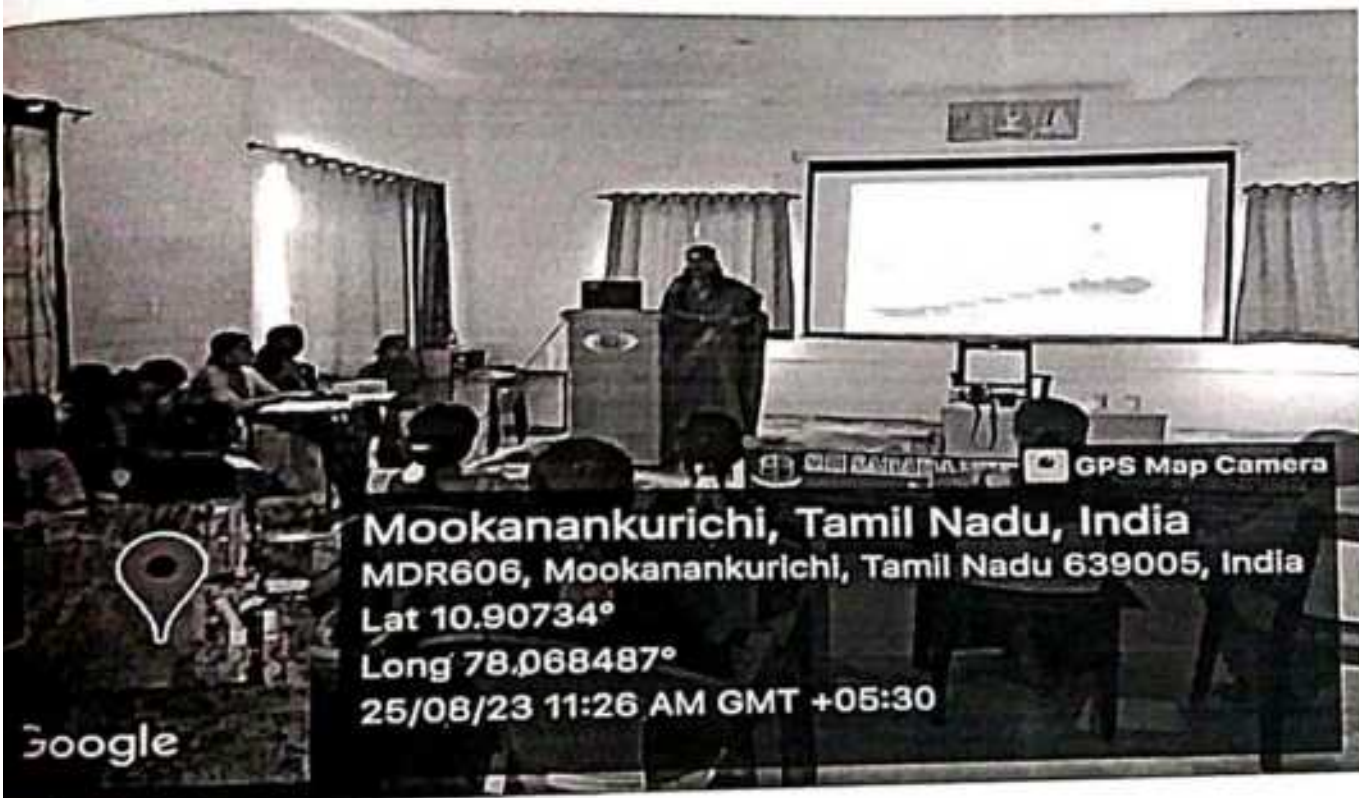 GPS Map Camera
Mookanankurichi, Tamil Nadu, India
MDR606, Mookanankurichi, Tamil Nadu 639005, India
Lat 10.90734°
Long 78.068487°
25/08/23 11:26 AM GMT +05:30
Google